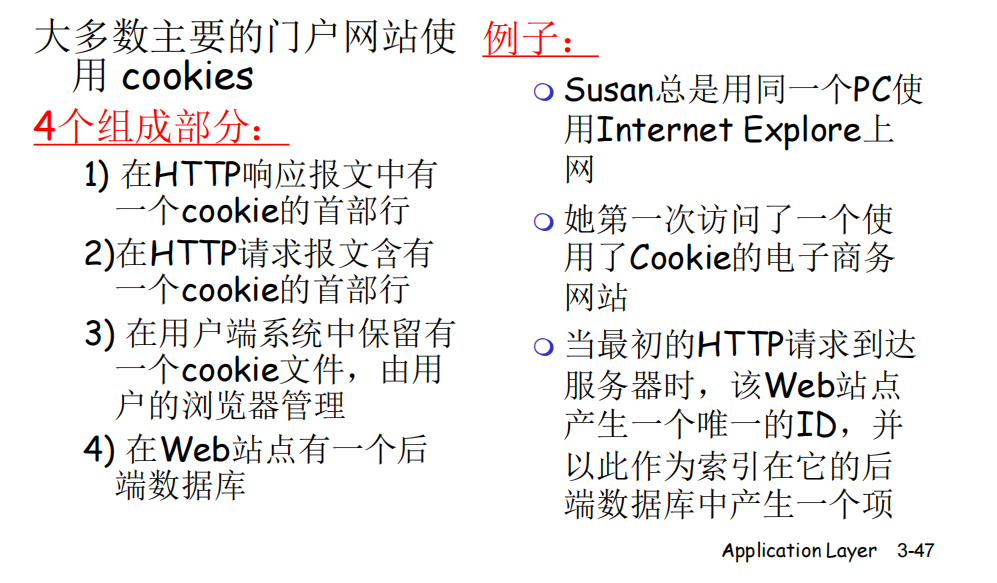 大多数主要的门户网站使
用 cookies
4个组成部分：
1) 在HTTP响应报文中有
一个cookie的首部行
2)在HTTP请求报文含有
一个cookie的首部行
3) 在用户端系统中保留有
一个cookie文件，由用
户的浏览器管理
4) 在Web站点有一个后
端数据库
例子：
Susan总是用同一个PC使
用Internet Explore上
网
她第一次访问了一个使
用了Cookie的电子商务
网站
当最初的HTTP请求到达
服务器时，该Web站点
产生一个唯一的ID，并
以此作为索引在它的后
端数据库中产生一个项
Application Layer 3-47